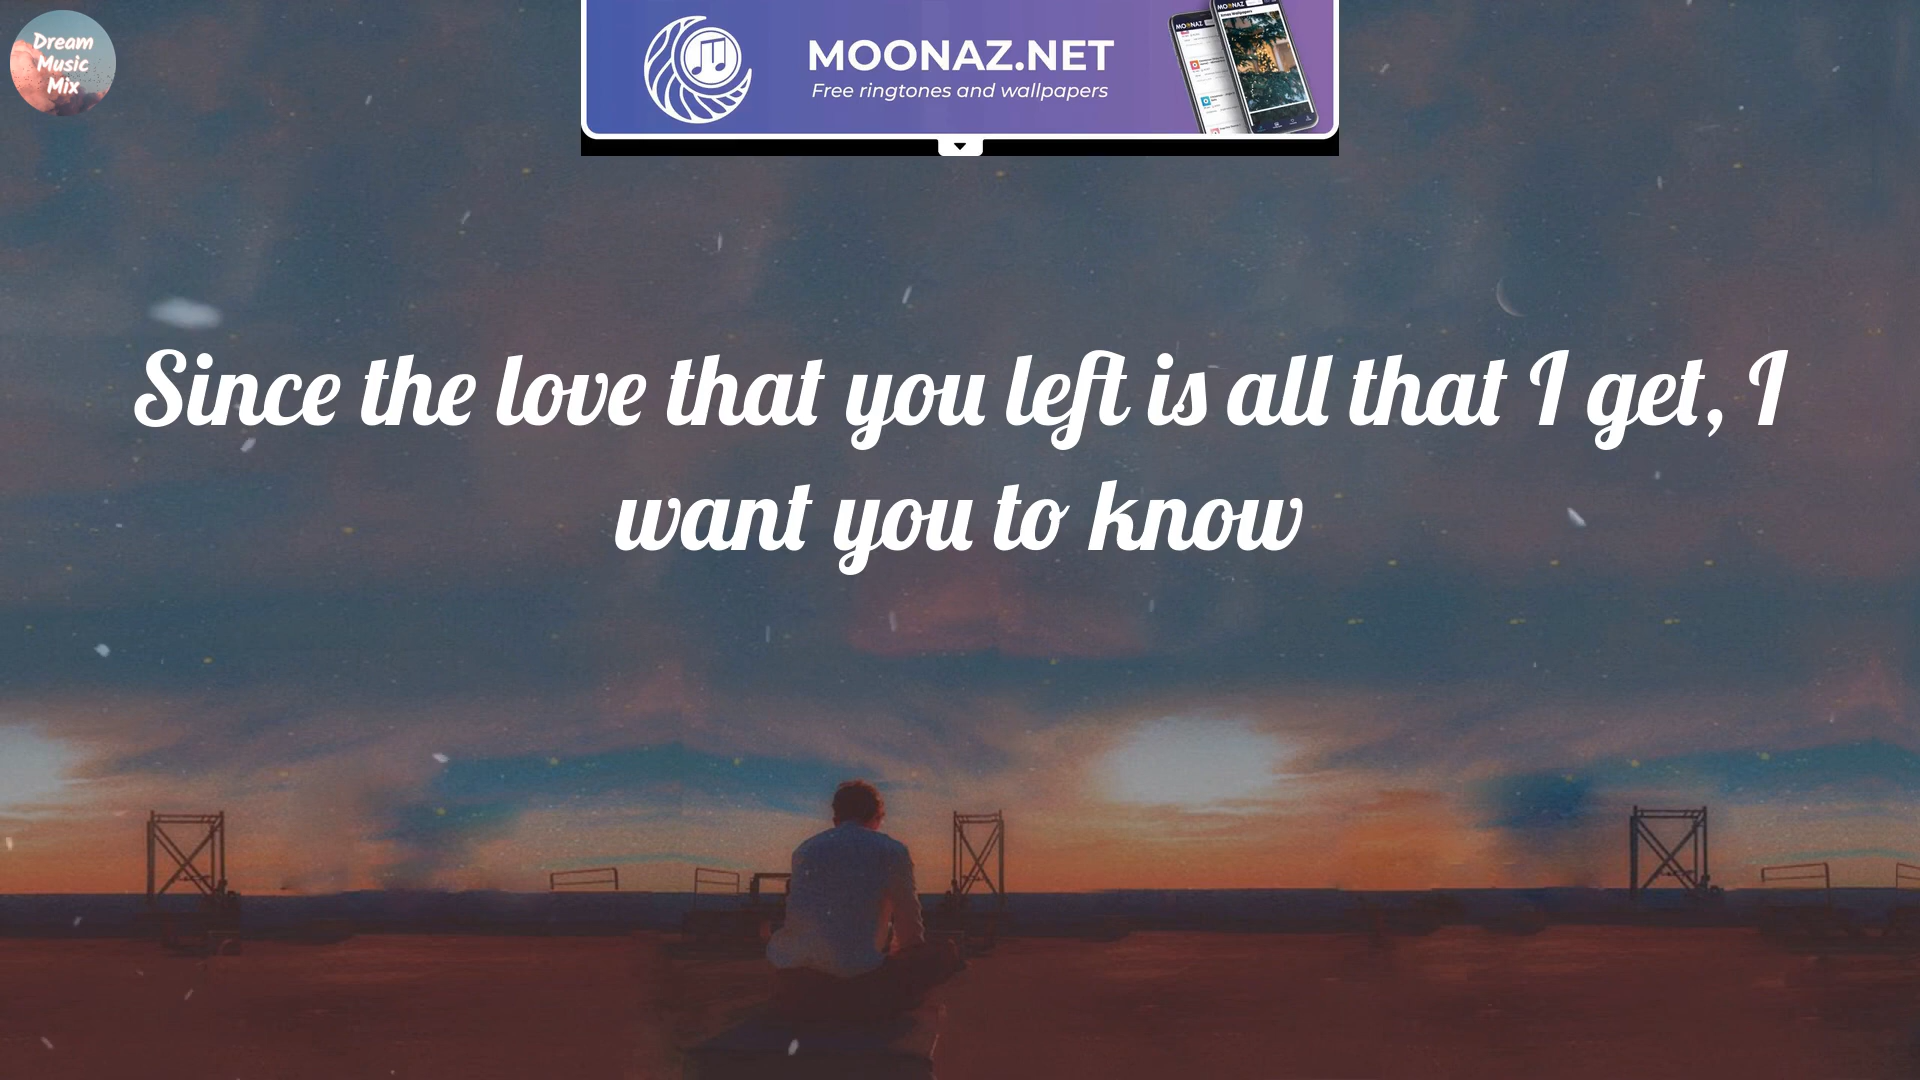 Dream
Music
Mix
MOONAZ.NET
Free ringtones and wallpapers
Since the love that you left is all that I get, I
want you to know